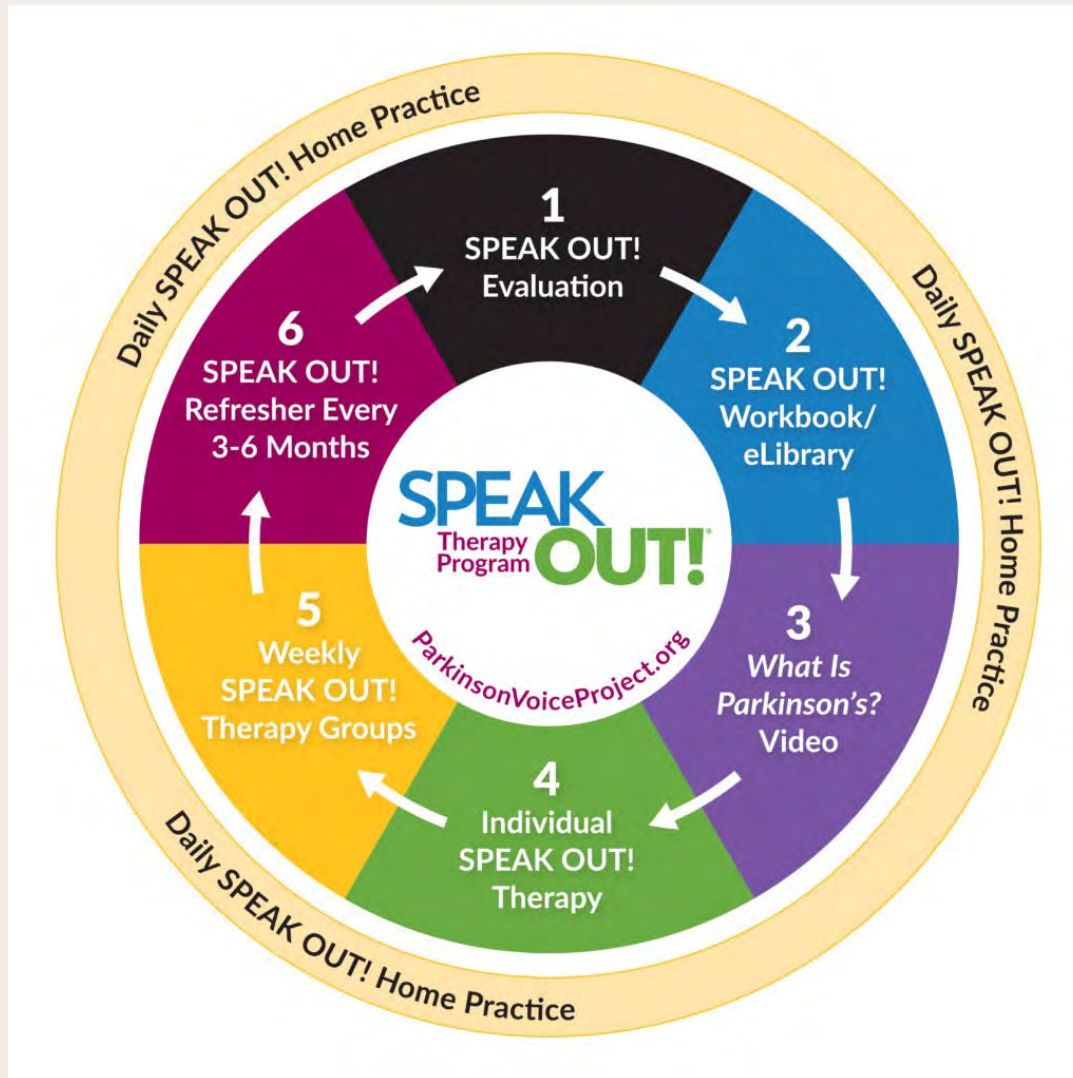 Daily SPEAK OUT! Home Practice
Daily SPEAK OUT! Home Practice
Daily SPEAK OUT! Home Practice
1
SPEAK OUT!
Evaluation
2
SPEAK OUT!
Workbook/
eLibrary
3
What Is
Parkinson's?
Video
4
Individual
SPEAK OUT!
Therapy
5
Weekly
SPEAK OUT!
Therapy Groups
6
SPEAK OUT!
Refresher Every
3-6 Months
SPEAK
Therapy
Program
OUT!®
ParkinsonVoiceProject.org